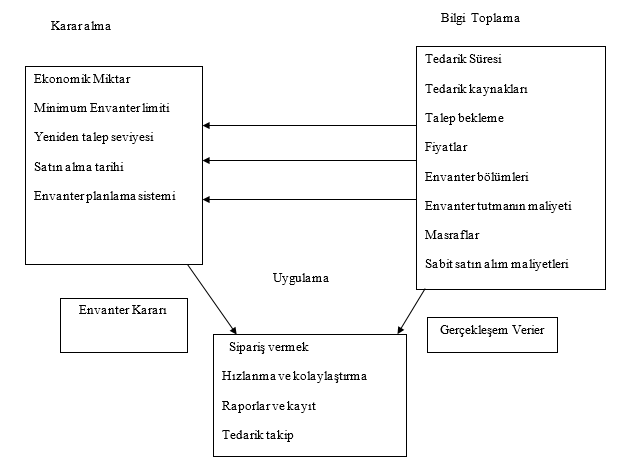 Karar alma
Bilgi Toplama
Ekonomik Miktar
Minimum Envanter limiti
Yeniden talep seviyesi
Satın alma tarihi
Envanter planlama sistemi
Tedarik Süresi
Tedarik kaynakları
Talep bekleme
Fiyatlar
Envanter bölümleri
Envanter tutmanın maliyeti
Masraflar
Sabit satın alım maliyetleri
Uygulama
Envanter Kararı
Gerçekleşem Verier
Sipariş vermek
Hızlanma ve kolaylaştırma
Raporlar ve kayıt
Tedarik takip